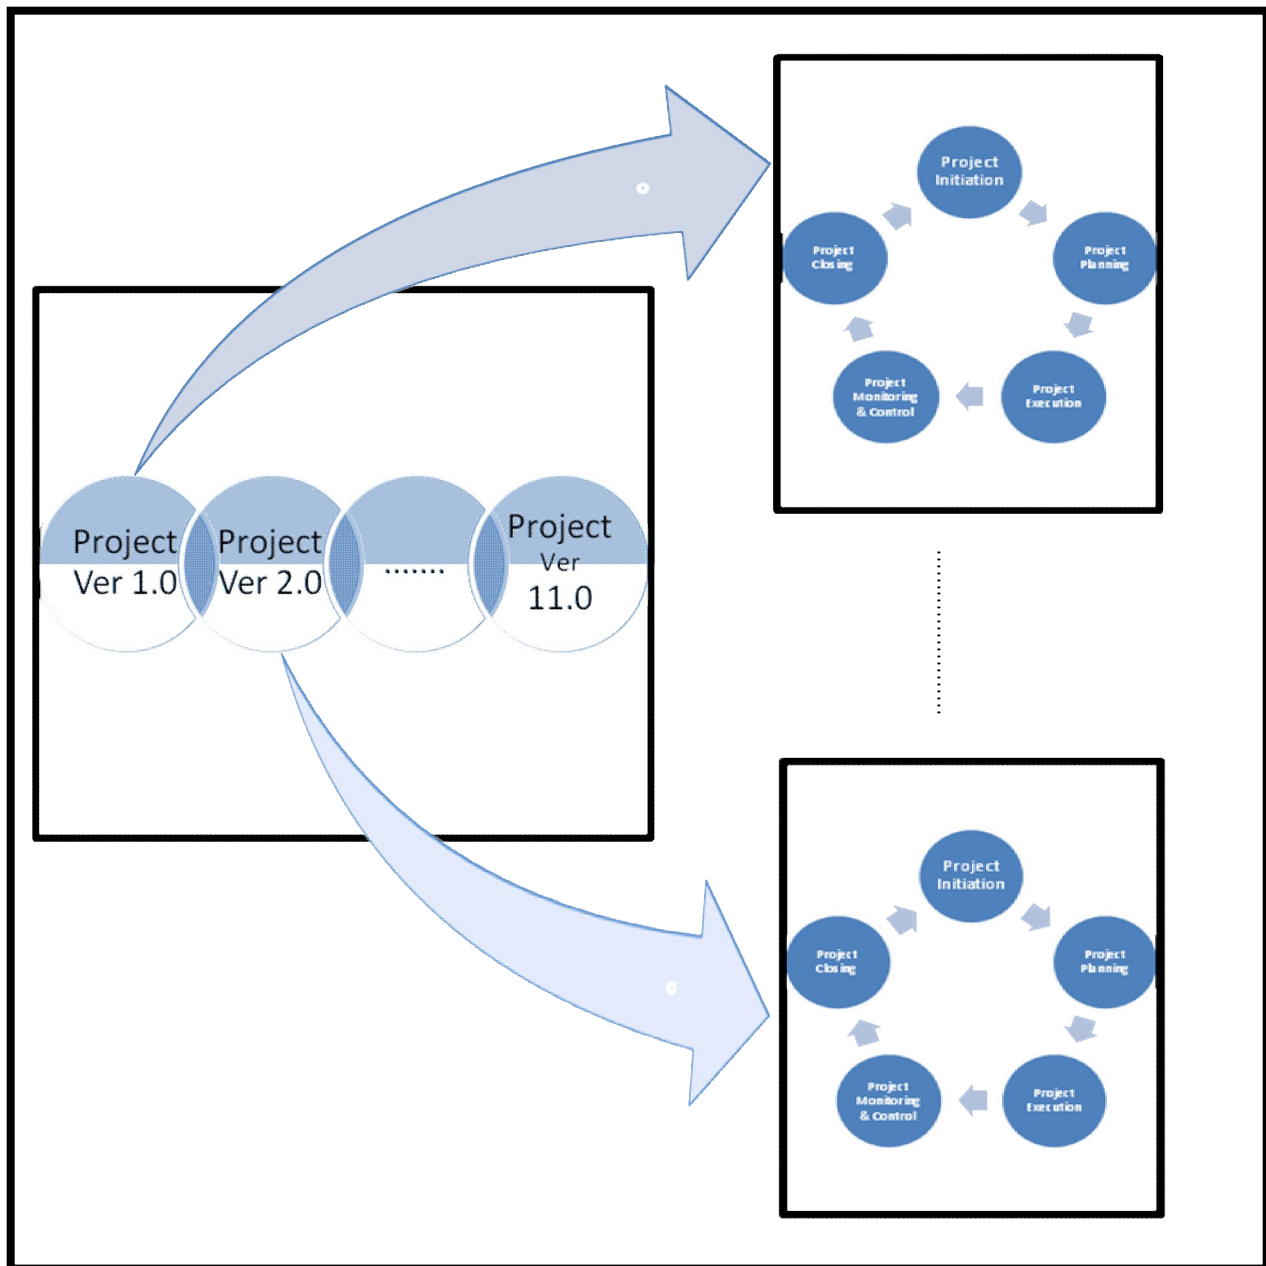 Project
Ver 1.0
Project
Ver 2.0
.......
Project
Ver
11.0
Project
Initiation
Project
Planning
Project
Execution
Project
Monitoring
& Control
Project
Closing
Project
Initiation
Project
Planning
Project
Execution
Project
Monitoring
& Control
Project
Closing